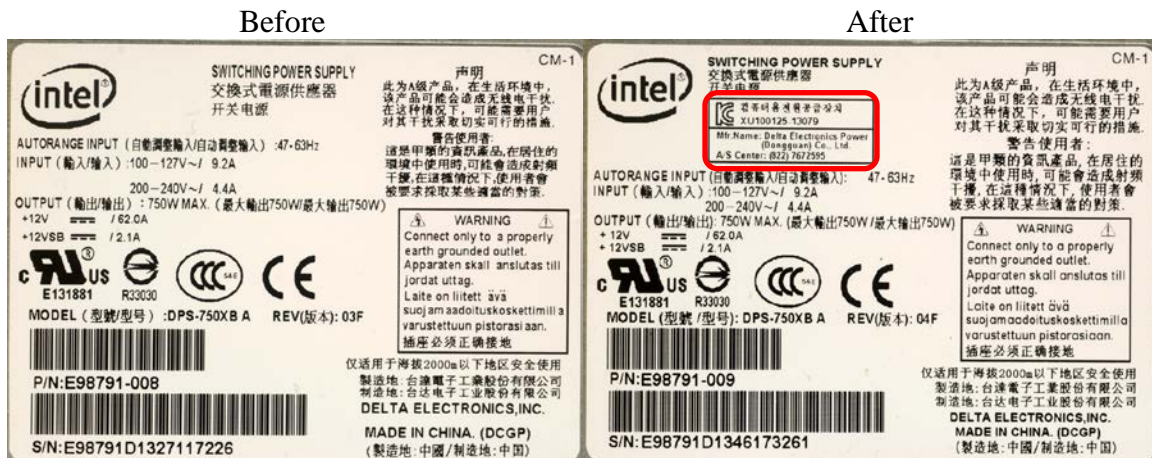 Before
After
intel®
SWITCHING POWER SUPPLY
交換式電源供應器
开关电源
CM-1
声明
此为A级产品，在生活环境中，
该产品可能会造成无线电干扰.
在这种情况下，可能需要用户
对其干扰采取切实可行的措施.
警告使用者:
這是甲類的資訊產品,在居住的
環境中使用時,可能會造成射頻
干擾,在這種情況下,使用者會
被要求採取某些適當的對策.
AUTORANGE INPUT (自動調整輸入/自动调整输入) :47-63Hz
INPUT (輸入/输入) :100－127V~/ 9.2A
200－240V~/ 4.4A
OUTPUT (輸出/输出) : 750W MAX. (最大輸出750W/最大输出750W)
+12V / 62.0A
+12VSB / 2.1A
WARNING
Connect only to a properly
earth grounded outlet.
Apparaten skall anslutas till
jordat uttag.
Laite on liitett ävä
suojam aadoituskoskettimill a
varustettuun pistorasi aan.
插座必须正确接地
c RU ® US
E131881
R33030
CCC S&E
CE
MODEL (型號/型号) :DPS-750XB A REV(版本): 03F
P/N:E98791-008
S/N:E98791D1327117226
仅适用于海拔2000m以下地区安全使用
製造地:台達電子工業股份有限公司
制造地:台达电子工业股份有限公司
DELTA ELECTRONICS,INC.
MADE IN CHINA. (DCGP)
(製造地:中國/制造地:中国)
intel®
SWITCHING POWER SUPPLY
交換式電源供應器
开关电源
컴퓨터용전원공급장치
XU100125-13079
Mfr.Name: Delta Electronics Power
(Dongguan) Co., Ltd.
A/S Center: (822) 7672595
CM-1
声明
此为A级产品，在生活环境中，
该产品可能会造成无线电干扰.
在这种情况下，可能需要用户
对其干扰采取切实可行的措施.
警告使用者:
這是甲類的資訊產品, 在居住的
環境中使用時, 可能會造成射頻
干擾, 在這種情況下, 使用者會
被要求採取某些適當的對策.
AUTORANGE INPUT (自動調整輸入/自动调整输入): 47-63Hz
INPUT (輸入/输入) :100－127V~/ 9.2A
200－240V~/ 4.4A
OUTPUT (輸出/输出): 750W MAX. (最大輸出750W /最大输出750W)
+ 12V / 62.0A
+ 12VSB / 2.1A
WARNING
Connect only to a properly
earth grounded outlet.
Apparaten skall anslutas till
jordat uttag.
Laite on liitett ävä
suojamaadoituskoskettimilla
varustettuun pistorasiaan.
插座必须正确接地
c RU ® US
E131881
R33030
CCC S&E
CE
MODEL (型號 /型号): DPS-750XB A REV(版本): 04F
P/N:E98791-009
S/N:E98791D1346173261
仅适用于海拔2000m以下地区安全使用
製造地:台達電子工業股份有限公司
制造地:台达电子工业股份有限公司
DELTA ELECTRONICS,INC.
MADE IN CHINA. (DCGP)
(製造地:中國/制造地:中国)